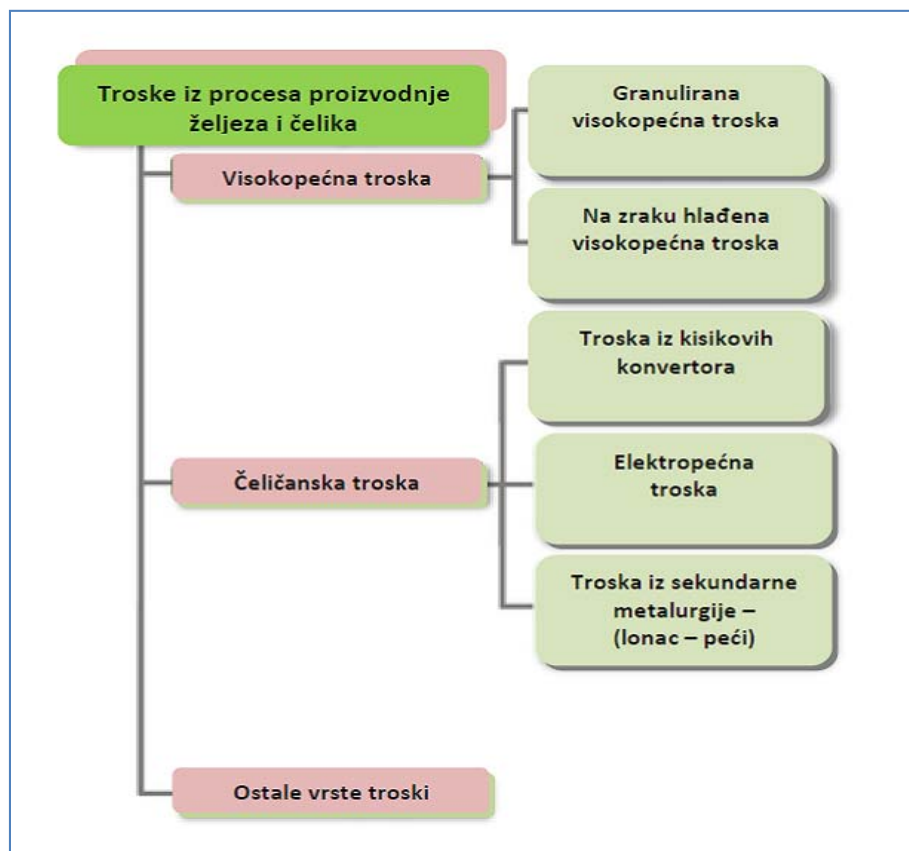 Troske iz procesa proizvodnje
željeza i čelika
Visokopećna troska
Granulirana
visokopećna troska
Na zraku hlađena
visokopećna troska
Čeličanska troska
Troska iz kisikovih
konvertora
Elektropećna
troska
Troska iz sekundarne
metalurgije –
(lonac – peći)
Ostale vrste troski